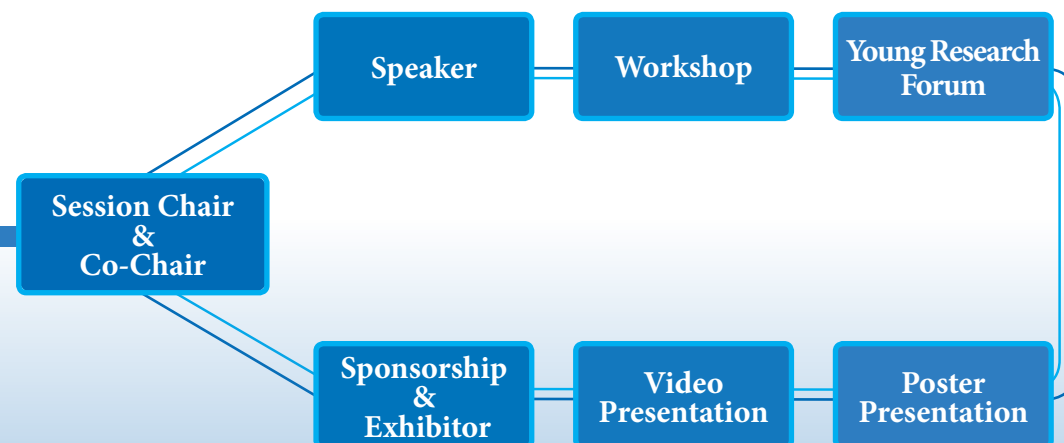 Speaker
Workshop
Young Research
Forum
Session Chair
&
Co-Chair
Sponsorship
&
Exhibitor
Video
Presentation
Poster
Presentation